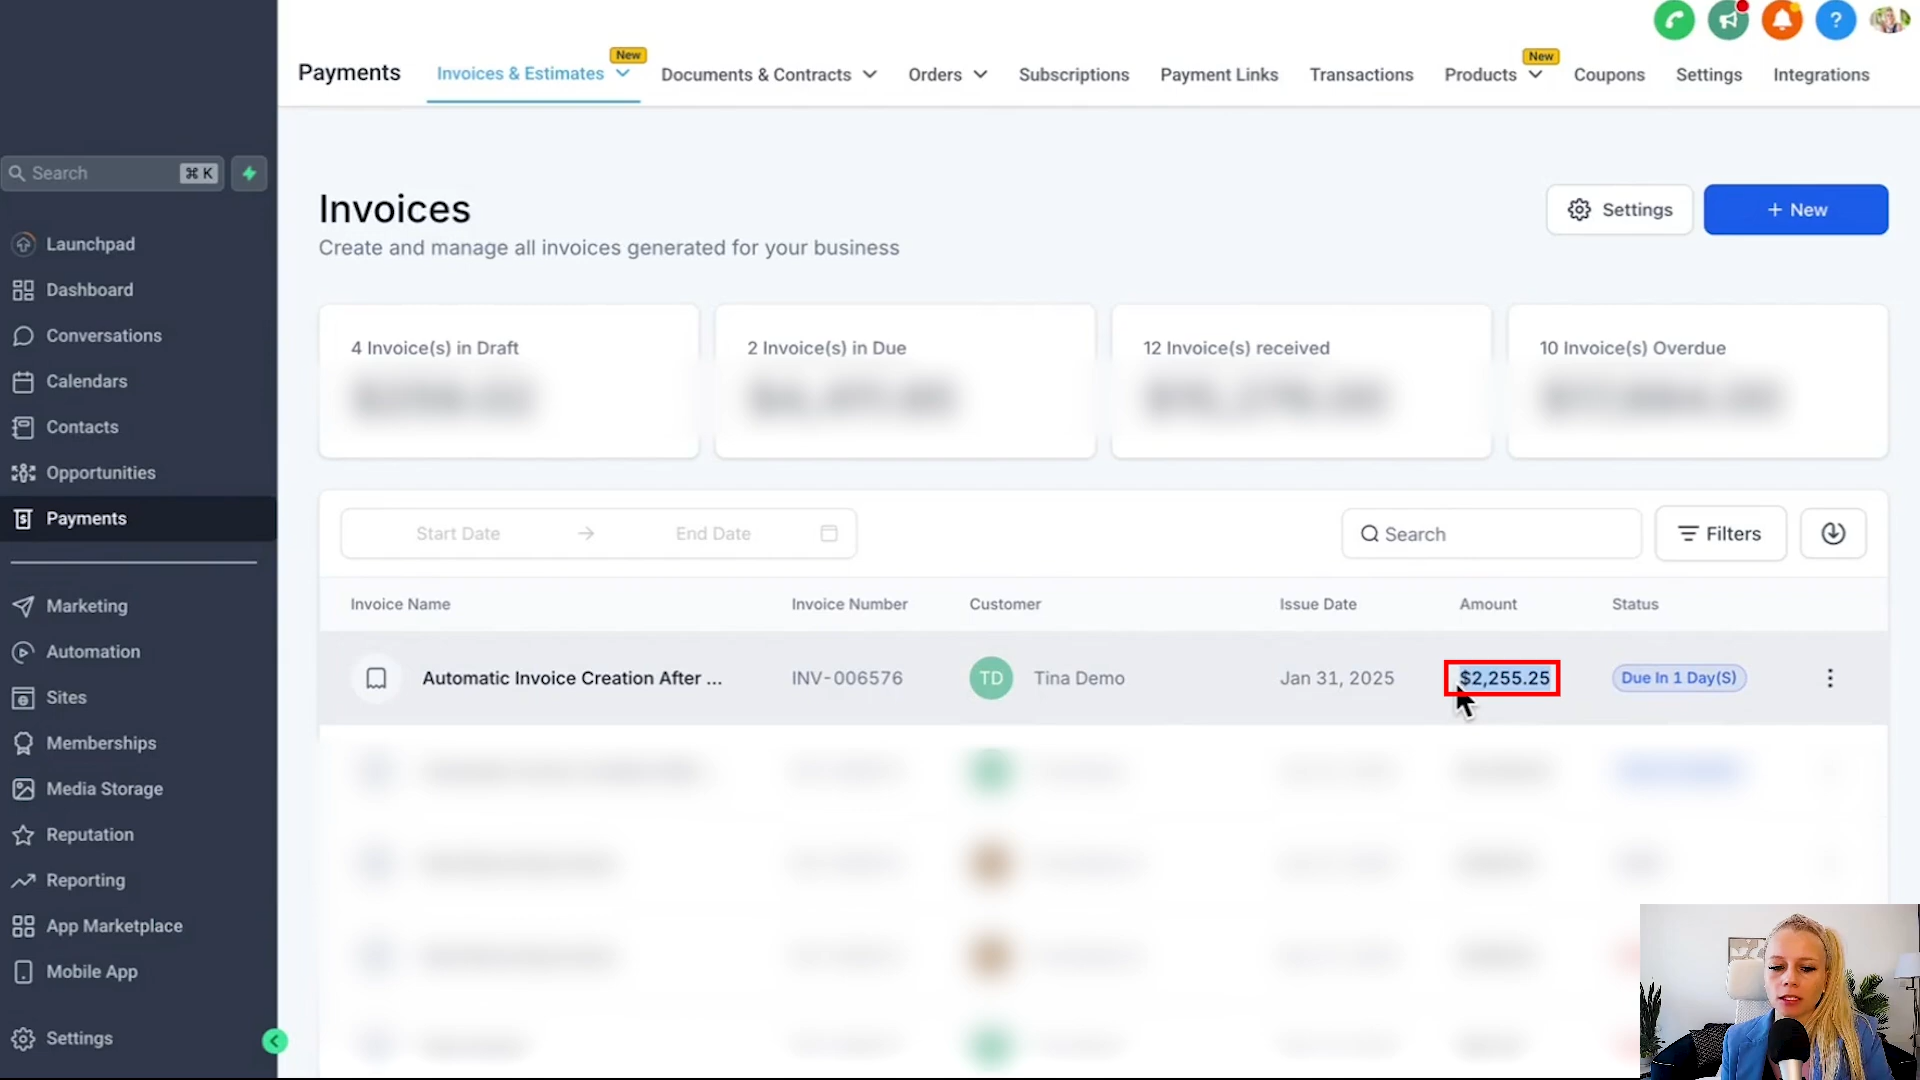 Payments
Invoices & Estimates
New
Documents & Contracts
Orders
Subscriptions
Payment Links
Transactions
Products
New
Coupons
Settings
Integrations
?
Search
⌘ K
Launchpad
Dashboard
Conversations
Calendars
Contacts
Opportunities
Payments
Marketing
Automation
Sites
Memberships
Media Storage
Reputation
Reporting
App Marketplace
Mobile App
Settings
Invoices
Create and manage all invoices generated for your business
Settings
+ New
4 Invoice(s) in Draft
2 Invoice(s) in Due
12 Invoice(s) received
10 Invoice(s) Overdue
Start Date
End Date
Search
Filters
Invoice Name
Invoice Number
Customer
Issue Date
Amount
Status
Automatic Invoice Creation After ...
INV-006576
TD
Tina Demo
Jan 31, 2025
$2,255.25
Due In 1 Day(S)